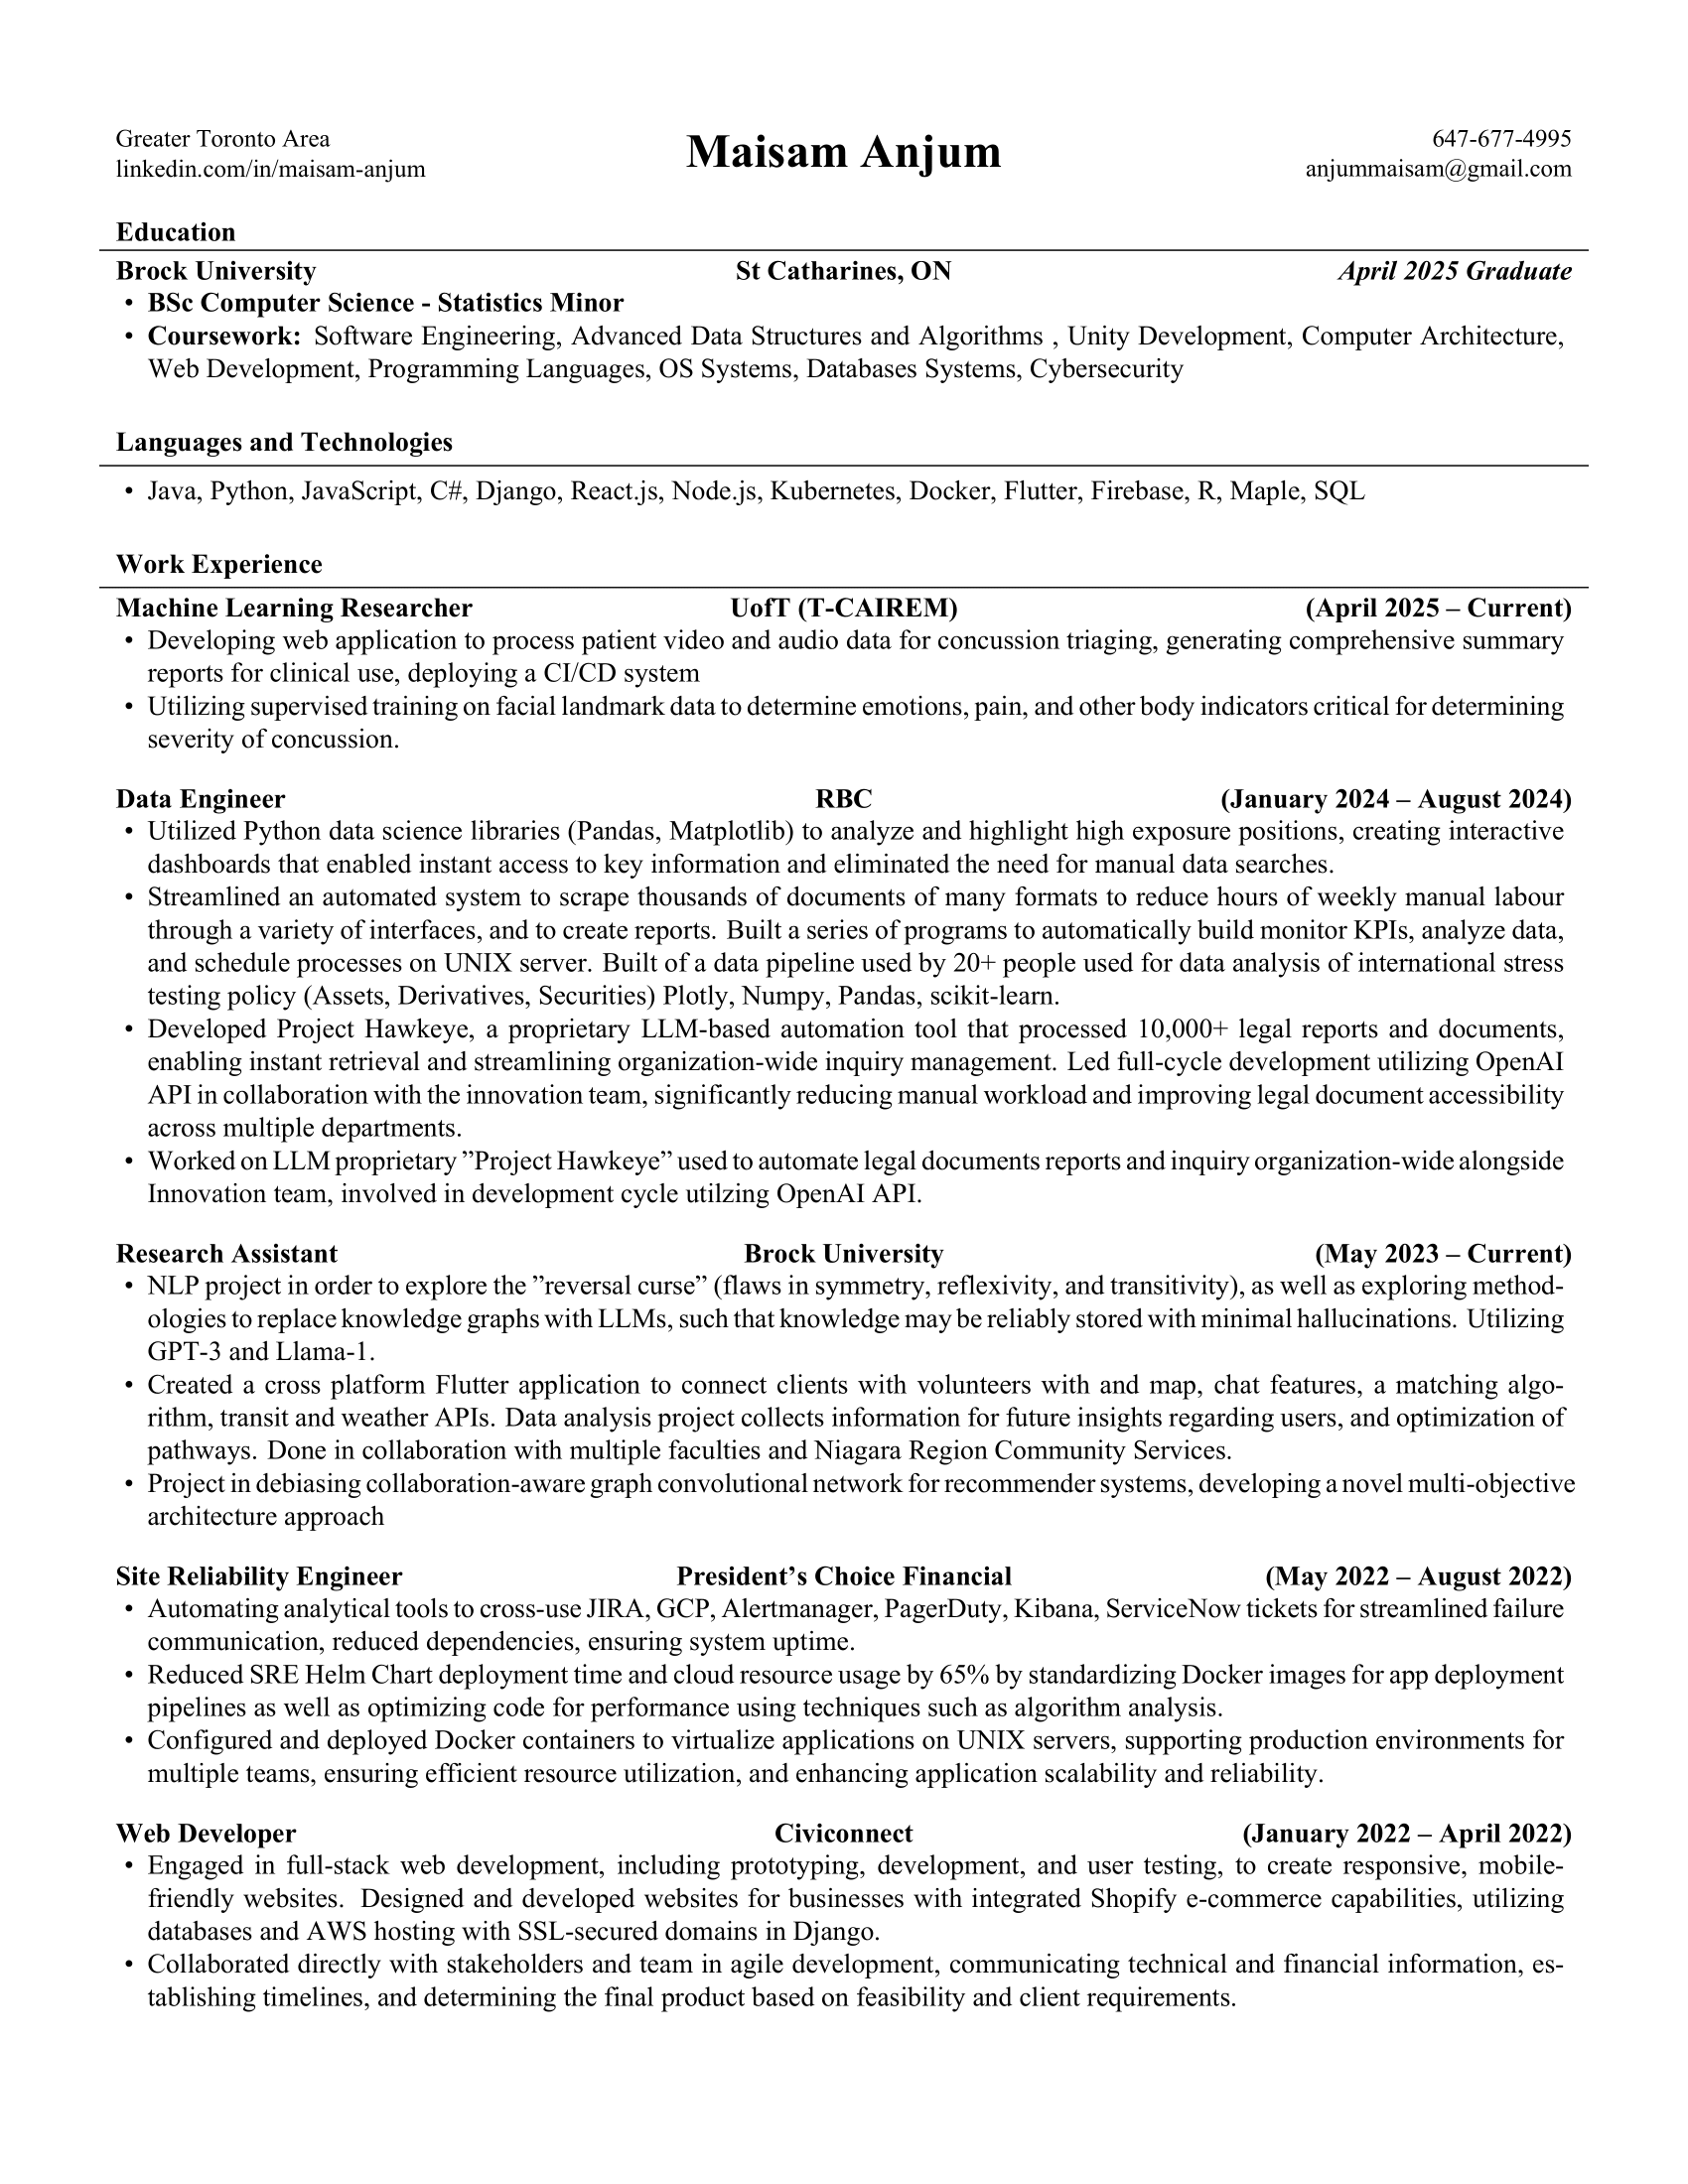 Greater Toronto Area
linkedin.com/in/maisam-anjum
Maisam Anjum
647-677-4995
anjummaisam@gmail.com
Education
Brock University St Catharines, ON April 2025 Graduate
• BSc Computer Science - Statistics Minor
• Coursework: Software Engineering, Advanced Data Structures and Algorithms , Unity Development, Computer Architecture,
Web Development, Programming Languages, OS Systems, Databases Systems, Cybersecurity
Languages and Technologies
• Java, Python, JavaScript, C#, Django, React.js, Node.js, Kubernetes, Docker, Flutter, Firebase, R, Maple, SQL
Work Experience
Machine Learning Researcher UofT (T-CAIREM) (April 2025 – Current)
• Developing web application to process patient video and audio data for concussion triaging, generating comprehensive summary
reports for clinical use, deploying a CI/CD system
• Utilizing supervised training on facial landmark data to determine emotions, pain, and other body indicators critical for determining
severity of concussion.
Data Engineer RBC (January 2024 – August 2024)
• Utilized Python data science libraries (Pandas, Matplotlib) to analyze and highlight high exposure positions, creating interactive
dashboards that enabled instant access to key information and eliminated the need for manual data searches.
• Streamlined an automated system to scrape thousands of documents of many formats to reduce hours of weekly manual labour
through a variety of interfaces, and to create reports. Built a series of programs to automatically build monitor KPIs, analyze data,
and schedule processes on UNIX server. Built of a data pipeline used by 20+ people used for data analysis of international stress
testing policy (Assets, Derivatives, Securities) Plotly, Numpy, Pandas, scikit-learn.
• Developed Project Hawkeye, a proprietary LLM-based automation tool that processed 10,000+ legal reports and documents,
enabling instant retrieval and streamlining organization-wide inquiry management. Led full-cycle development utilizing OpenAI
API in collaboration with the innovation team, significantly reducing manual workload and improving legal document accessibility
across multiple departments.
• Worked on LLM proprietary ”Project Hawkeye” used to automate legal documents reports and inquiry organization-wide alongside
Innovation team, involved in development cycle utilzing OpenAI API.
Research Assistant Brock University (May 2023 – Current)
• NLP project in order to explore the ”reversal curse” (flaws in symmetry, reflexivity, and transitivity), as well as exploring method-
ologies to replace knowledge graphs with LLMs, such that knowledge may be reliably stored with minimal hallucinations. Utilizing
GPT-3 and Llama-1.
• Created a cross platform Flutter application to connect clients with volunteers with and map, chat features, a matching algo-
rithm, transit and weather APIs. Data analysis project collects information for future insights regarding users, and optimization of
pathways. Done in collaboration with multiple faculties and Niagara Region Community Services.
• Project in debiasing collaboration-aware graph convolutional network for recommender systems, developing a novel multi-objective
architecture approach
Site Reliability Engineer President’s Choice Financial (May 2022 – August 2022)
• Automating analytical tools to cross-use JIRA, GCP, Alertmanager, PagerDuty, Kibana, ServiceNow tickets for streamlined failure
communication, reduced dependencies, ensuring system uptime.
• Reduced SRE Helm Chart deployment time and cloud resource usage by 65% by standardizing Docker images for app deployment
pipelines as well as optimizing code for performance using techniques such as algorithm analysis.
• Configured and deployed Docker containers to virtualize applications on UNIX servers, supporting production environments for
multiple teams, ensuring efficient resource utilization, and enhancing application scalability and reliability.
Web Developer Civiconnect (January 2022 – April 2022)
• Engaged in full-stack web development, including prototyping, development, and user testing, to create responsive, mobile-
friendly websites. Designed and developed websites for businesses with integrated Shopify e-commerce capabilities, utilizing
databases and AWS hosting with SSL-secured domains in Django.
• Collaborated directly with stakeholders and team in agile development, communicating technical and financial information, es-
tablishing timelines, and determining the final product based on feasibility and client requirements.